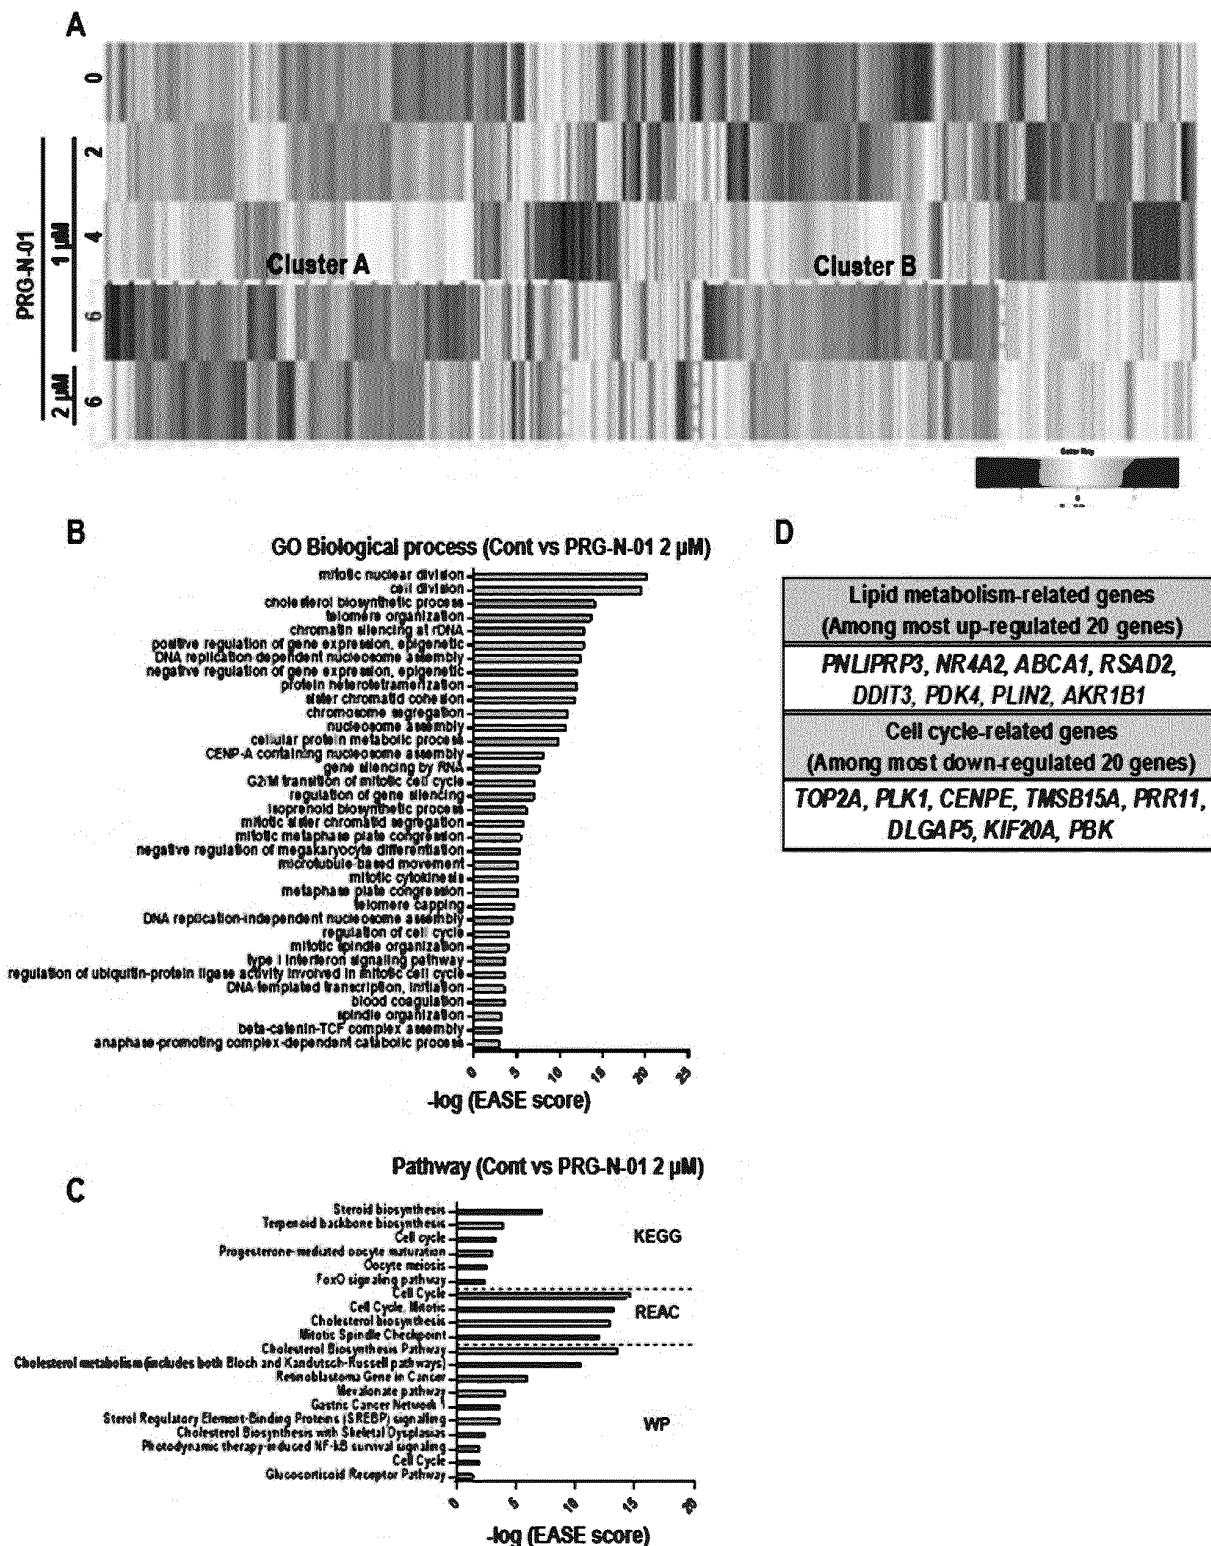 A
0
2
4
6
6
PRG-N-01
1 µM
2 µM
Cluster A
Cluster B
B
GO Biological process (Cont vs PRG-N-01 2 µM)
mitotic nuclear division
cell division
cholesterol biosynthetic process
telomere organization
chromatin silencing at rDNA
positive regulation of gene expression, epigenetic
DNA replication-dependent nucleosome assembly
negative regulation of gene expression, epigenetic
protein heterotetramerization
sister chromatid cohesion
chromosome segregation
nucleosome assembly
cellular protein metabolic process
CENP-A containing nucleosome assembly
gene silencing by RNA
G2/M transition of mitotic cell cycle
regulation of gene silencing
isoprenoid biosynthetic process
mitotic sister chromatid segregation
mitotic metaphase plate congression
negative regulation of megakaryocyte differentiation
microtubule-based movement
mitotic cytokinesis
metaphase plate congression
telomere capping
DNA replication-independent nucleosome assembly
regulation of cell cycle
mitotic spindle organization
type I interferon signaling pathway
regulation of ubiquitin-protein ligase activity involved in mitotic cell cycle
DNA-templated transcription, initiation
blood coagulation
spindle organization
beta-catenin-TCF complex assembly
anaphase-promoting complex-dependent catabolic process
0 5 10 15 20 25
-log (EASE score)
D
Lipid metabolism-related genes
(Among most up-regulated 20 genes)
PNLIPRP3, NR4A2, ABCA1, RSAD2,
DDIT3, PDK4, PLIN2, AKR1B1
Cell cycle-related genes
(Among most down-regulated 20 genes)
TOP2A, PLK1, CENPE, TMSB15A, PRR11,
DLGAP5, KIF20A, PBK
C
Pathway (Cont vs PRG-N-01 2 µM)
Steroid biosynthesis
Terpenoid backbone biosynthesis
Cell cycle
Progesterone-mediated oocyte maturation
Oocyte meiosis
FoxO signaling pathway
KEGG
Cell Cycle
Cell Cycle, Mitotic
Cholesterol biosynthesis
Mitotic Spindle Checkpoint
REAC
Cholesterol Biosynthesis Pathway
Cholesterol metabolism (includes both Bloch and Kandutsch-Russell pathways)
Retinoblastoma Gene in Cancer
Mevalonate pathway
Gastric Cancer Network 1
Sterol Regulatory Element-Binding Proteins (SREBP) signalling
Cholesterol Biosynthesis with Skeletal Dysplasias
Photodynamic therapy-induced NF-kB survival signaling
Cell Cycle
Glucocorticoid Receptor Pathway
WP
0 5 10 15 20
-log (EASE score)